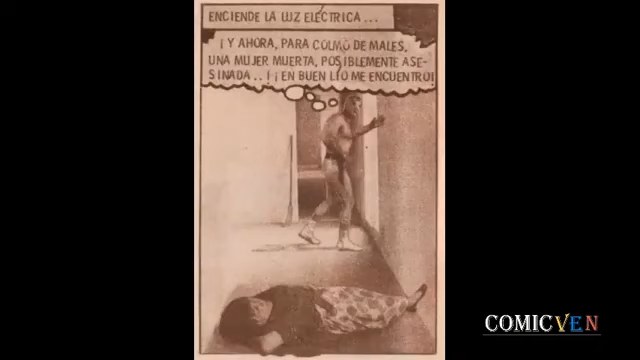 ENCIENDE LA LUZ ELÉCTRICA...
¡Y AHORA, PARA COLMO DE MALES,
UNA MUJER MUERTA, POSIBLEMENTE ASE-
SINADA..! ¡EN BUEN LÍO ME ENCUENTRO!
COMICVEN